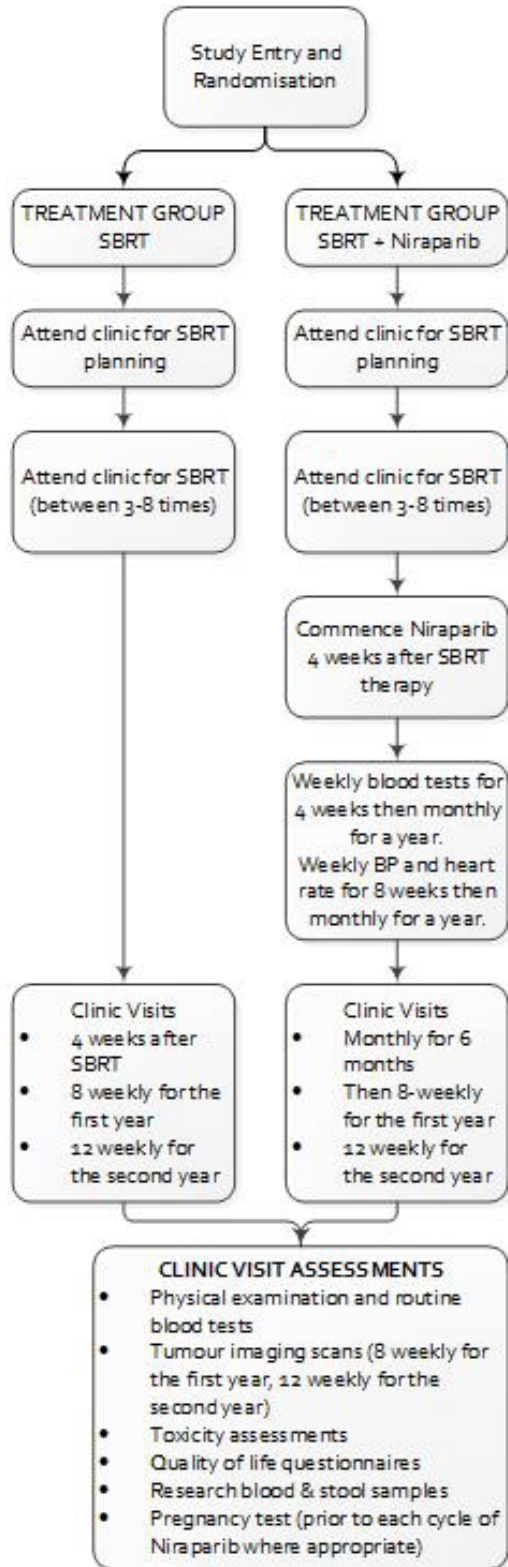 Study Entry and
Randomisation
TREATMENT GROUP
SBRT
TREATMENT GROUP
SBRT + Niraparib
Attend clinic for SBRT
planning
Attend clinic for SBRT
planning
Attend clinic for SBRT
(between 3-8 times)
Attend clinic for SBRT
(between 3-8 times)
Commence Niraparib
4 weeks after SBRT
therapy
Weekly blood tests for
4 weeks then monthly
for a year.
Weekly BP and heart
rate for 8 weeks then
monthly for a year.
Clinic Visits
• 4 weeks after
SBRT
• 8 weekly for the
first year
• 12 weekly for
the second year
Clinic Visits
• Monthly for 6
months
• Then 8-weekly
for the first year
• 12 weekly for
the second year
CLINIC VISIT ASSESSMENTS
• Physical examination and routine
blood tests
• Tumour imaging scans (8 weekly for
the first year, 12 weekly for the
second year)
• Toxicity assessments
• Quality of life questionnaires
• Research blood & stool samples
• Pregnancy test (prior to each cycle of
Niraparib where appropriate)